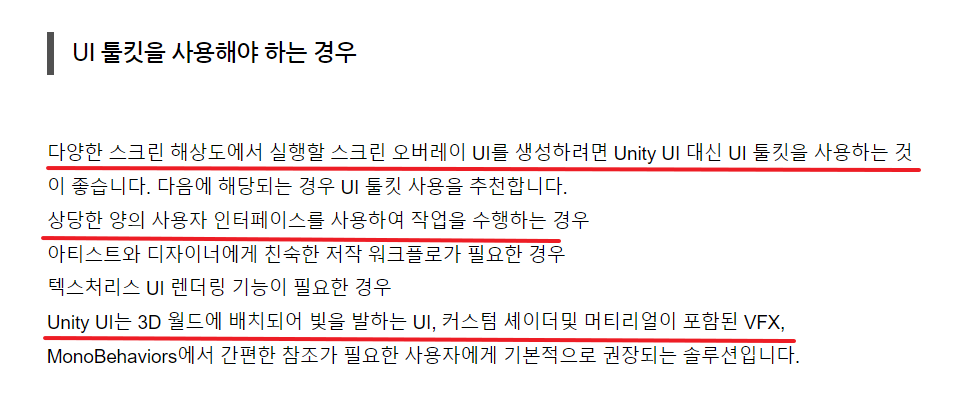 UI 툴킷을 사용해야 하는 경우
다양한 스크린 해상도에서 실행할 스크린 오버레이 UI를 생성하려면 Unity UI 대신 UI 툴킷을 사용하는 것
이 좋습니다. 다음에 해당되는 경우 UI 툴킷 사용을 추천합니다.
상당한 양의 사용자 인터페이스를 사용하여 작업을 수행하는 경우
아티스트와 디자이너에게 친숙한 저작 워크플로가 필요한 경우
텍스처리스 UI 렌더링 기능이 필요한 경우
Unity UI는 3D 월드에 배치되어 빛을 발하는 UI, 커스텀 셰이더및 머티리얼이 포함된 VFX,
MonoBehaviors에서 간편한 참조가 필요한 사용자에게 기본적으로 권장되는 솔루션입니다.